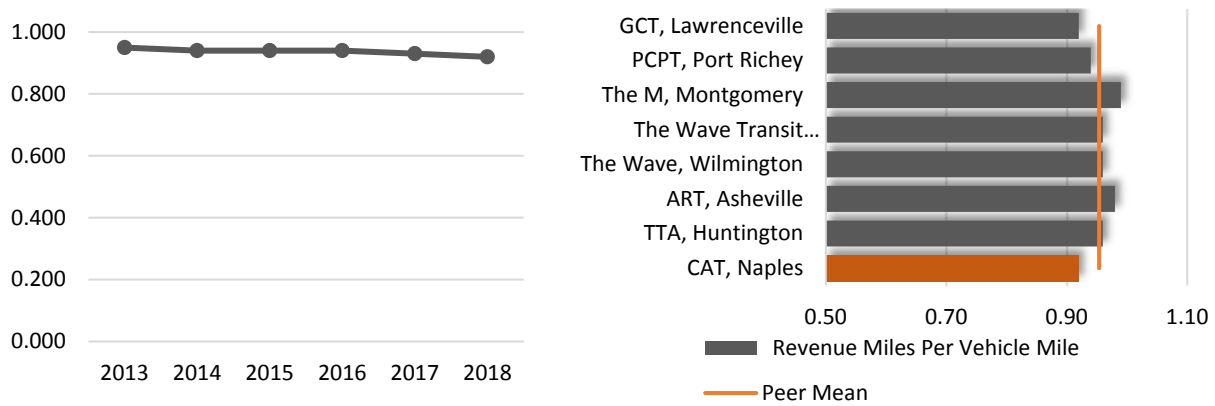 1.000
0.800
0.600
0.400
0.200
0.000
2013 2014 2015 2016 2017 2018
GCT, Lawrenceville
PCPT, Port Richey
The M, Montgomery
The Wave Transit...
The Wave, Wilmington
ART, Asheville
TTA, Huntington
CAT, Naples
0.50 0.70 0.90 1.10
Revenue Miles Per Vehicle Mile
Peer Mean